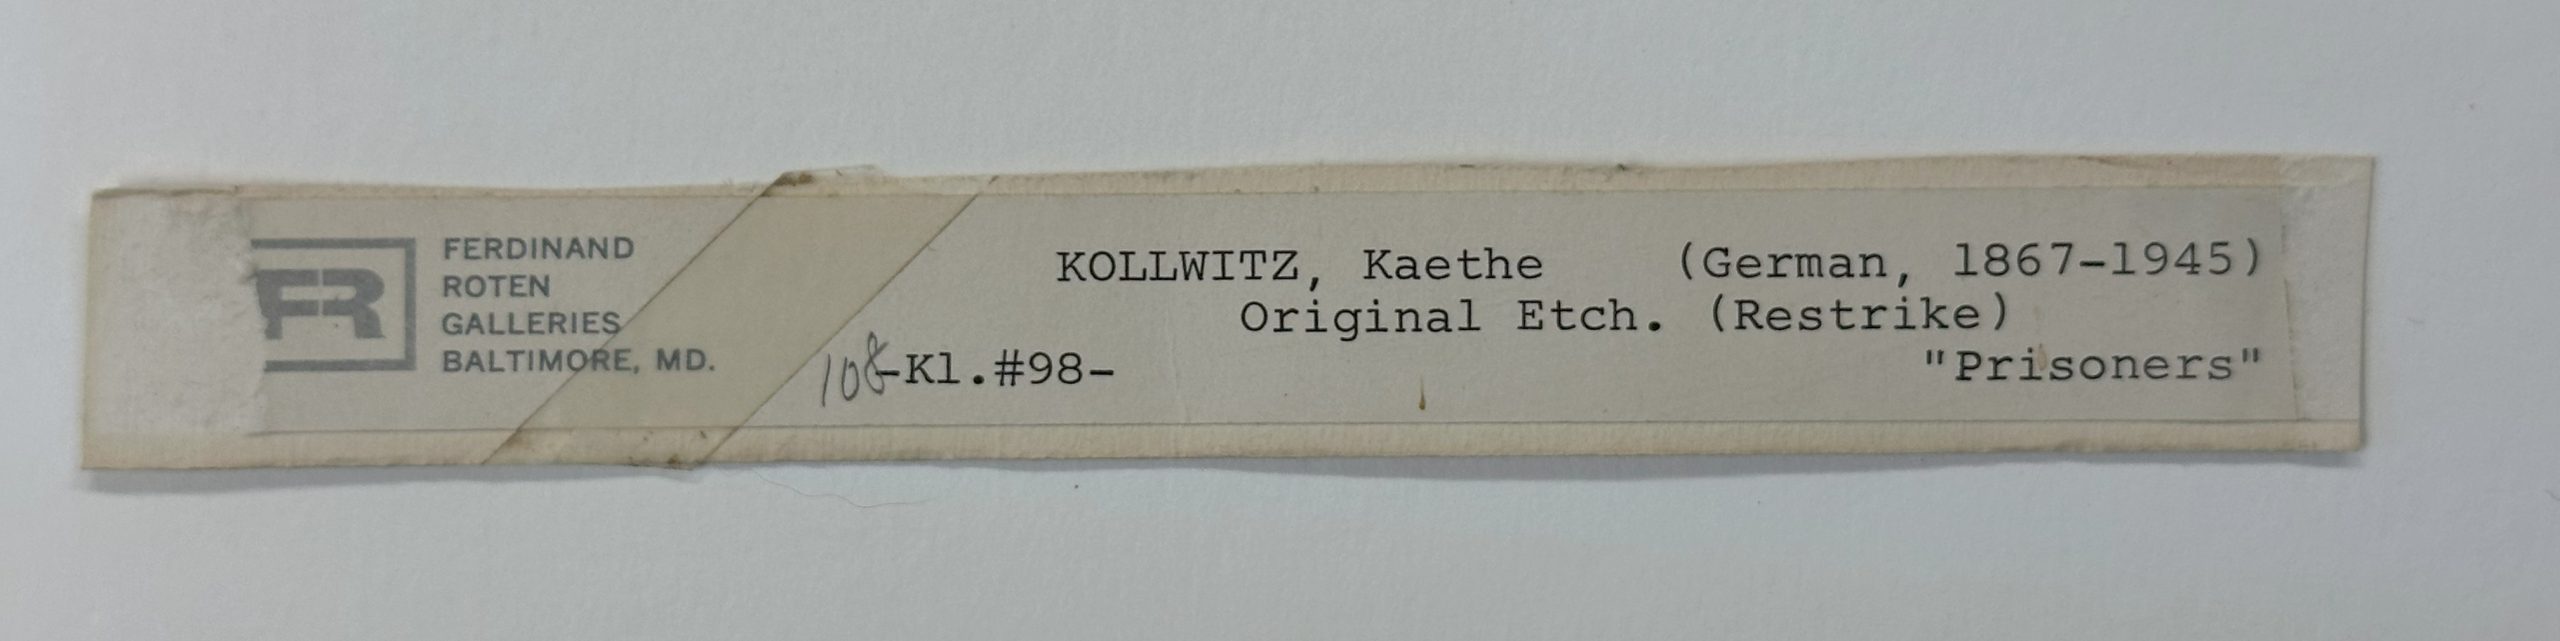 FR
FERDINAND
ROTEN
GALLERIES
BALTIMORE, MD.
KOLLWITZ, Kaethe (German, 1867-1945)
Original Etch. (Restrike)
108-Kl.#98- "Prisoners"